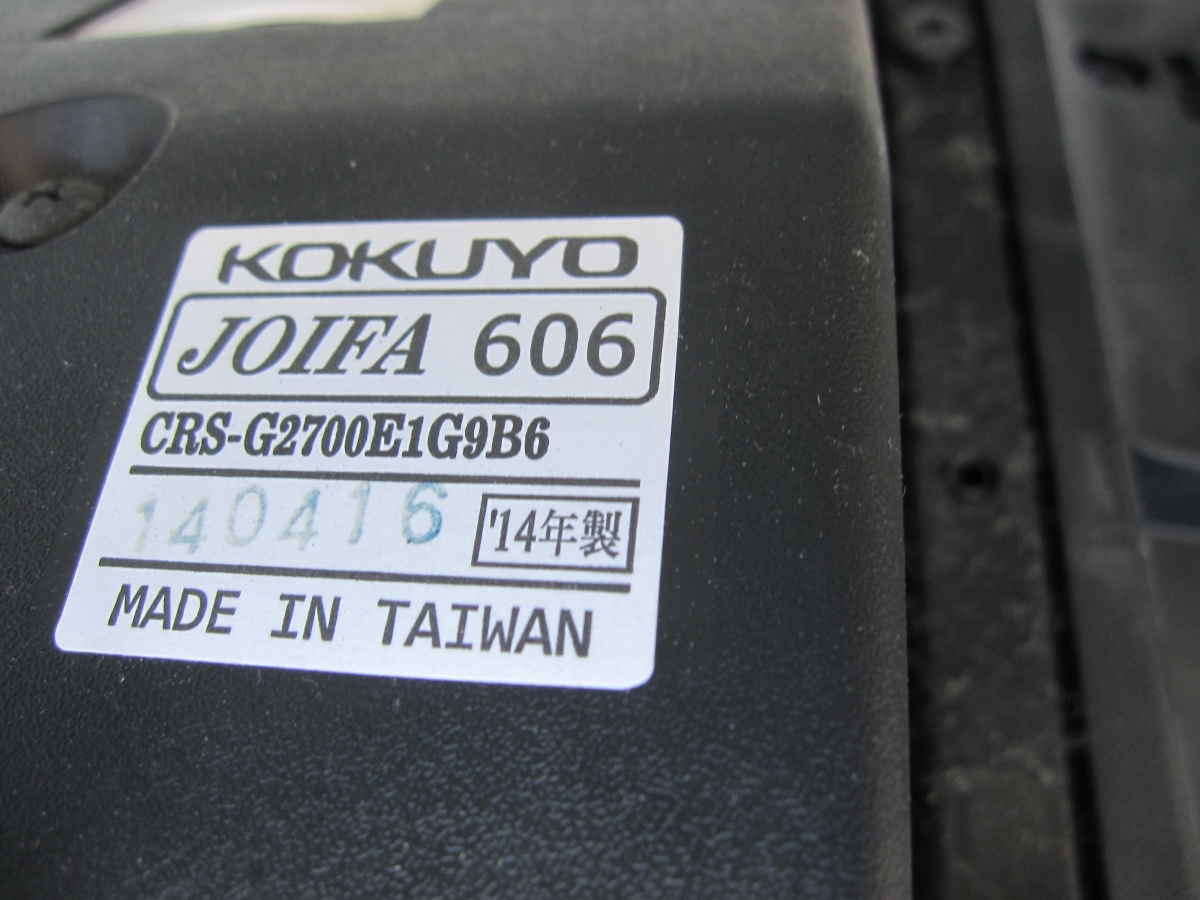 KOKUYO
JOIFA 606
CRS-G2700E1G9B6
140416 '14年製
MADE IN TAIWAN